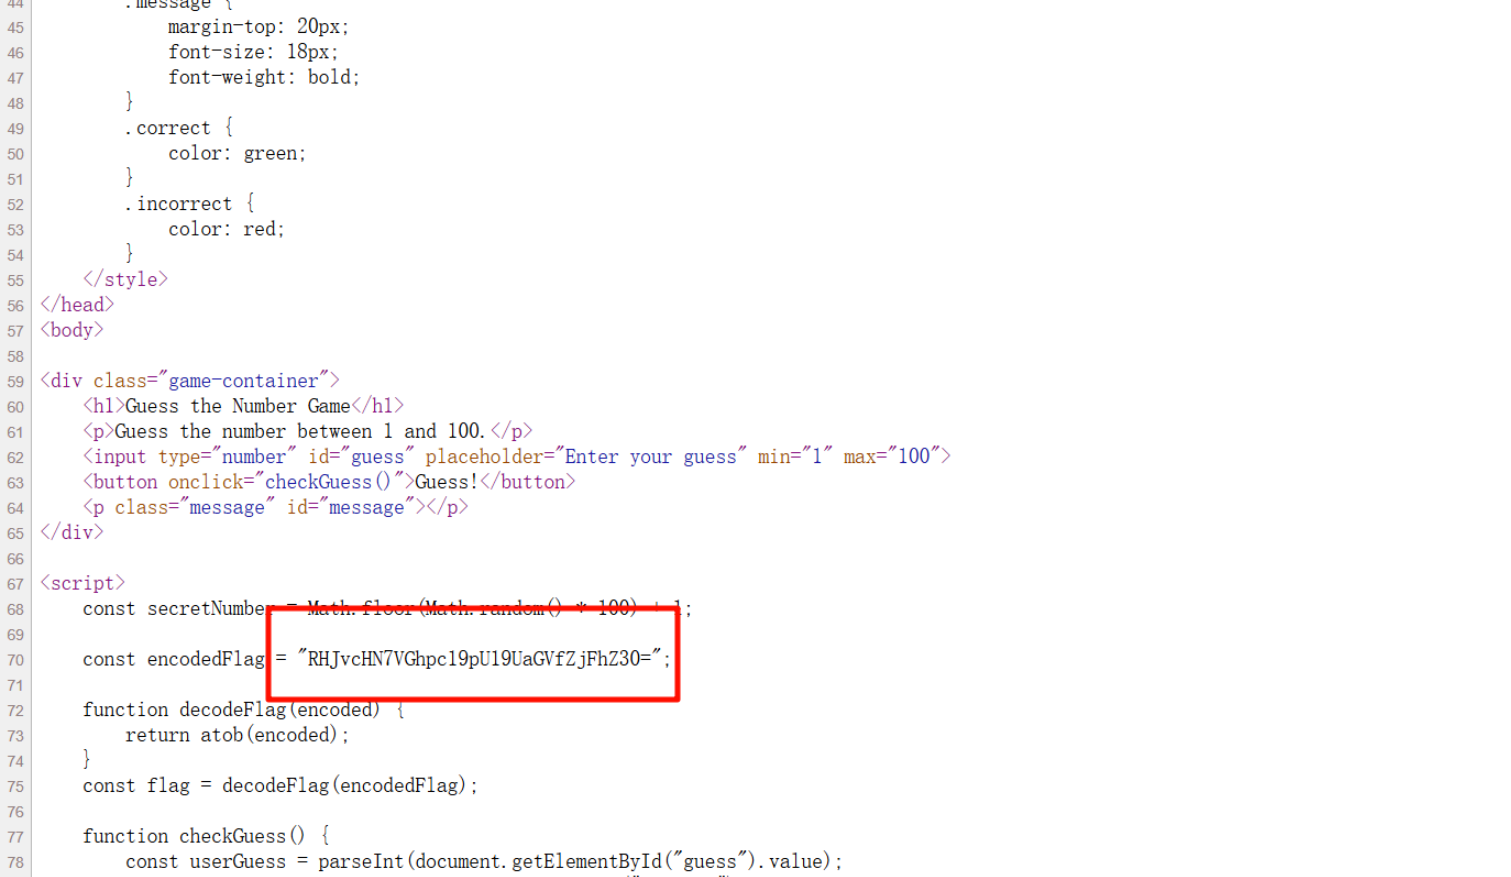 44 .message {
45 margin-top: 20px;
46 font-size: 18px;
47 font-weight: bold;
48 }
49 .correct {
50 color: green;
51 }
52 .incorrect {
53 color: red;
54 }
55 </style>
56 </head>
57 <body>
58
59 <div class="game-container">
60 <h1>Guess the Number Game</h1>
61 <p>Guess the number between 1 and 100.</p>
62 <input type="number" id="guess" placeholder="Enter your guess" min="1" max="100">
63 <button onclick="checkGuess()">Guess!</button>
64 <p class="message" id="message"></p>
65 </div>
66
67 <script>
68 const secretNumber = Math.floor(Math.random() * 100) + 1;
69
70 const encodedFlag = "RHJvcHN7VGhpc19pU19UaGVfZjFhZ30=";
71
72 function decodeFlag(encoded) {
73 return atob(encoded);
74 }
75 const flag = decodeFlag(encodedFlag);
76
77 function checkGuess() {
78 const userGuess = parseInt(document.getElementById("guess").value);